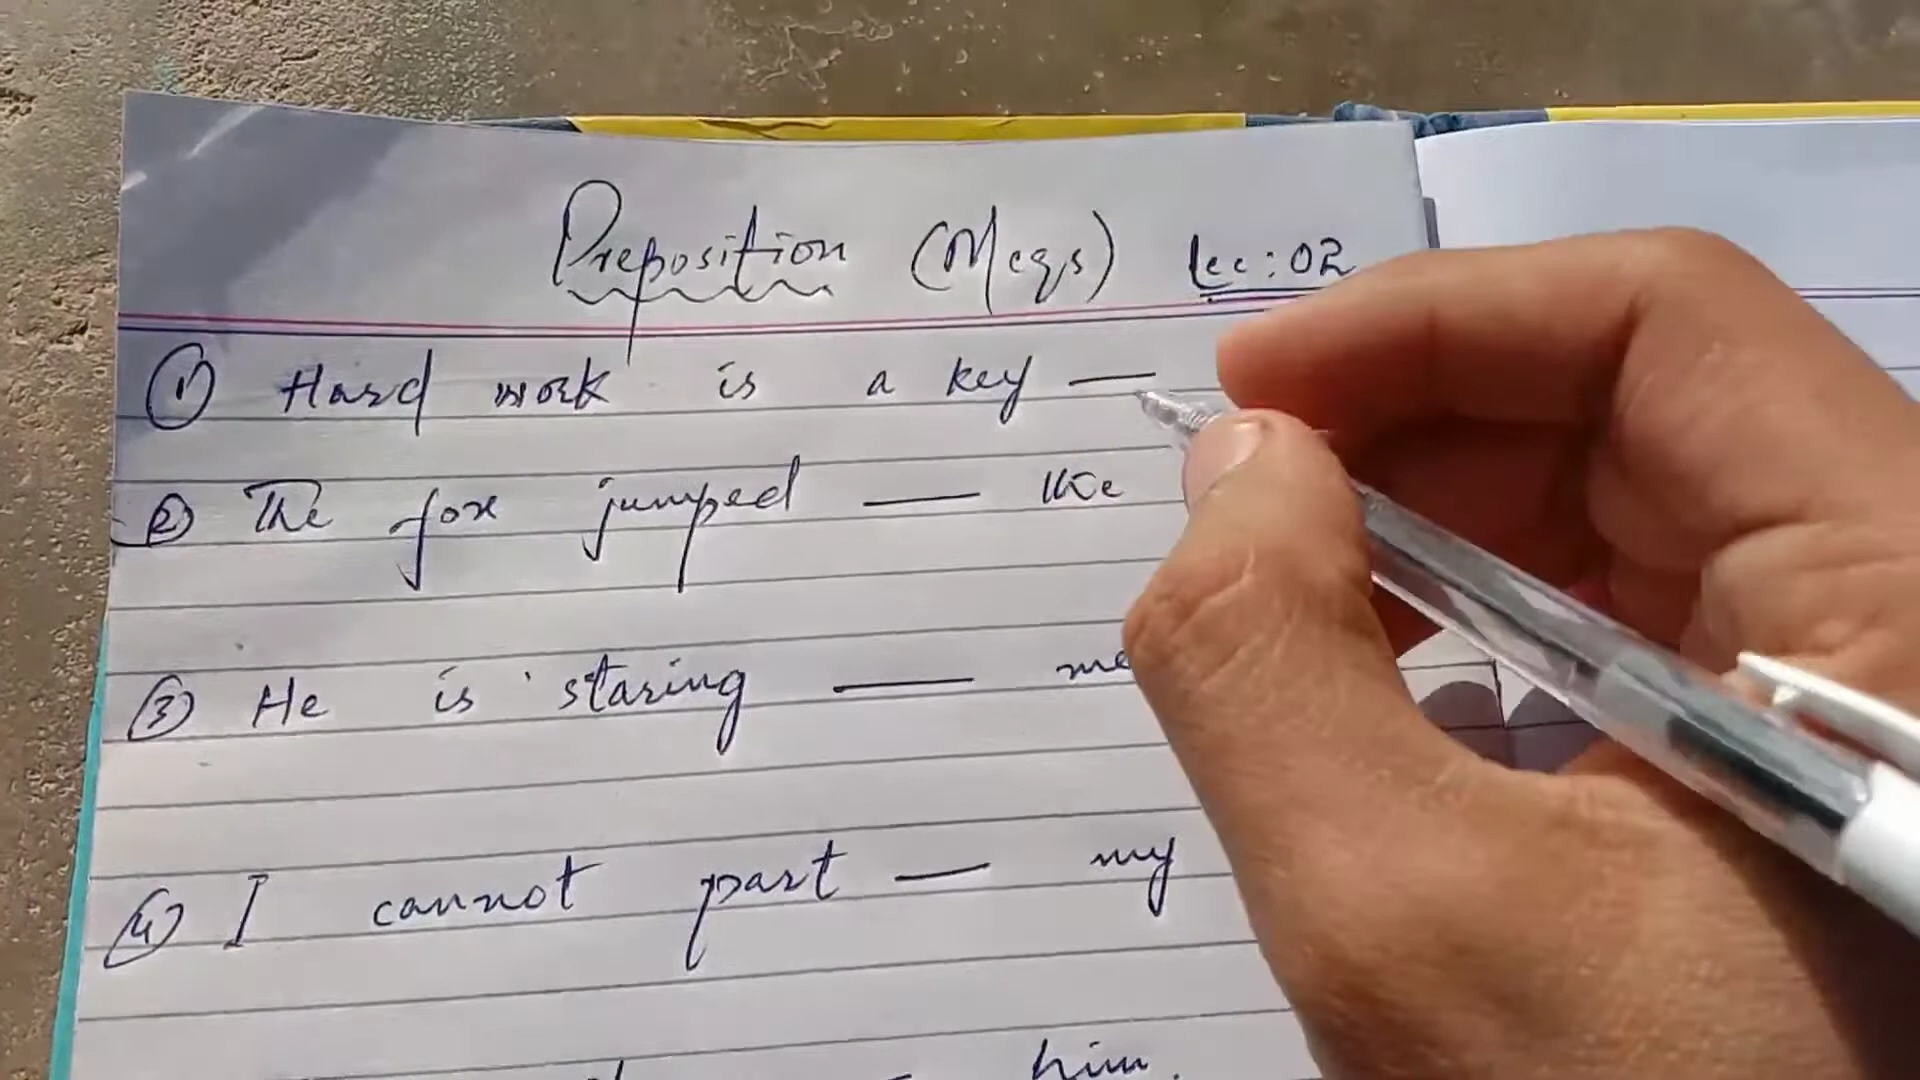 Preposition (Mcqs) Lec:02
① Hard work is a key —
② The fox jumped — the
③ He is staring — me
④ I cannot part — my
him.